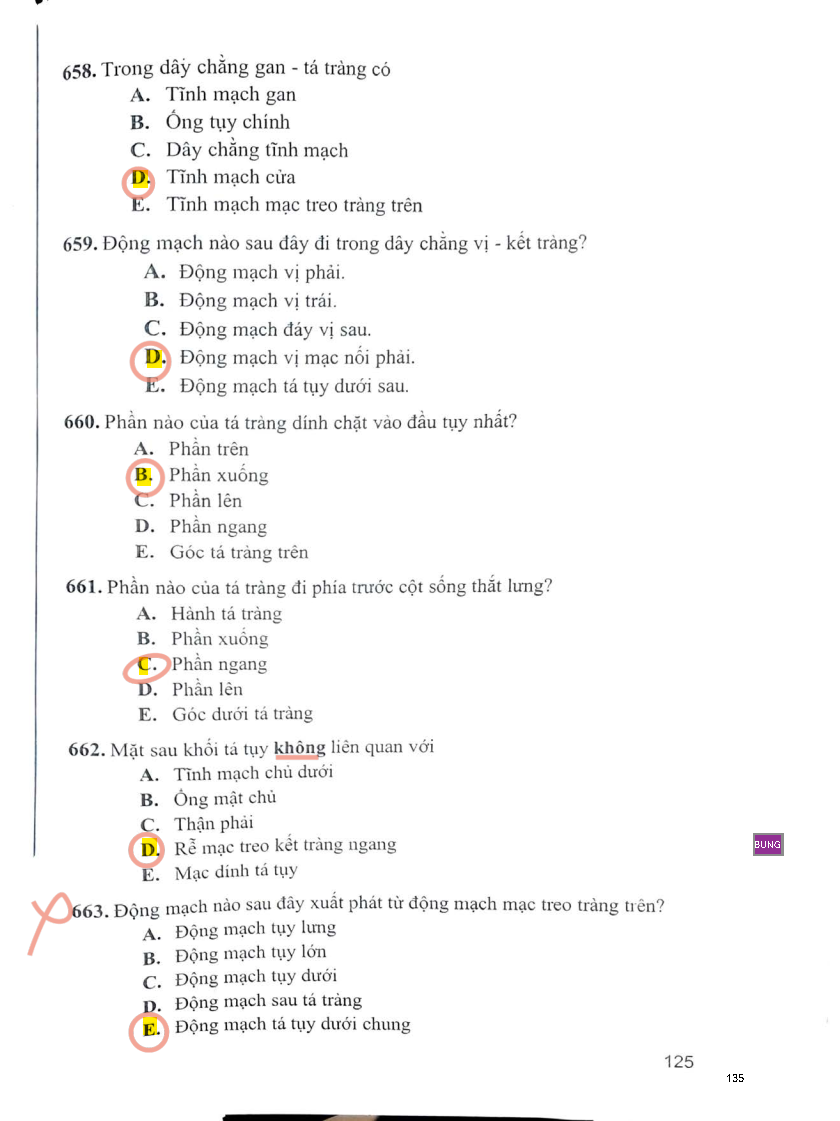 658. Trong dây chằng gan - tá tràng có
A. Tĩnh mạch gan
B. Ống tụy chính
C. Dây chằng tĩnh mạch
D. Tĩnh mạch cửa
E. Tĩnh mạch mạc treo tràng trên
659. Động mạch nào sau đây đi trong dây chằng vị - kết tràng?
A. Động mạch vị phải.
B. Động mạch vị trái.
C. Động mạch đáy vị sau.
D. Động mạch vị mạc nối phải.
E. Động mạch tá tụy dưới sau.
660. Phần nào của tá tràng dính chặt vào đầu tụy nhất?
A. Phần trên
B. Phần xuống
C. Phần lên
D. Phần ngang
E. Góc tá tràng trên
661. Phần nào của tá tràng đi phía trước cột sống thắt lưng?
A. Hành tá tràng
B. Phần xuống
C. Phần ngang
D. Phần lên
E. Góc dưới tá tràng
662. Mặt sau khối tá tụy không liên quan với
A. Tĩnh mạch chủ dưới
B. Ống mật chủ
C. Thận phải
D. Rễ mạc treo kết tràng ngang
BUNG
E. Mạc dính tá tụy
663. Động mạch nào sau đây xuất phát từ động mạch mạc treo tràng trên?
A. Động mạch tụy lưng
B. Động mạch tụy lớn
C. Động mạch tụy dưới
D. Động mạch sau tá tràng
E. Động mạch tá tụy dưới chung
125
135